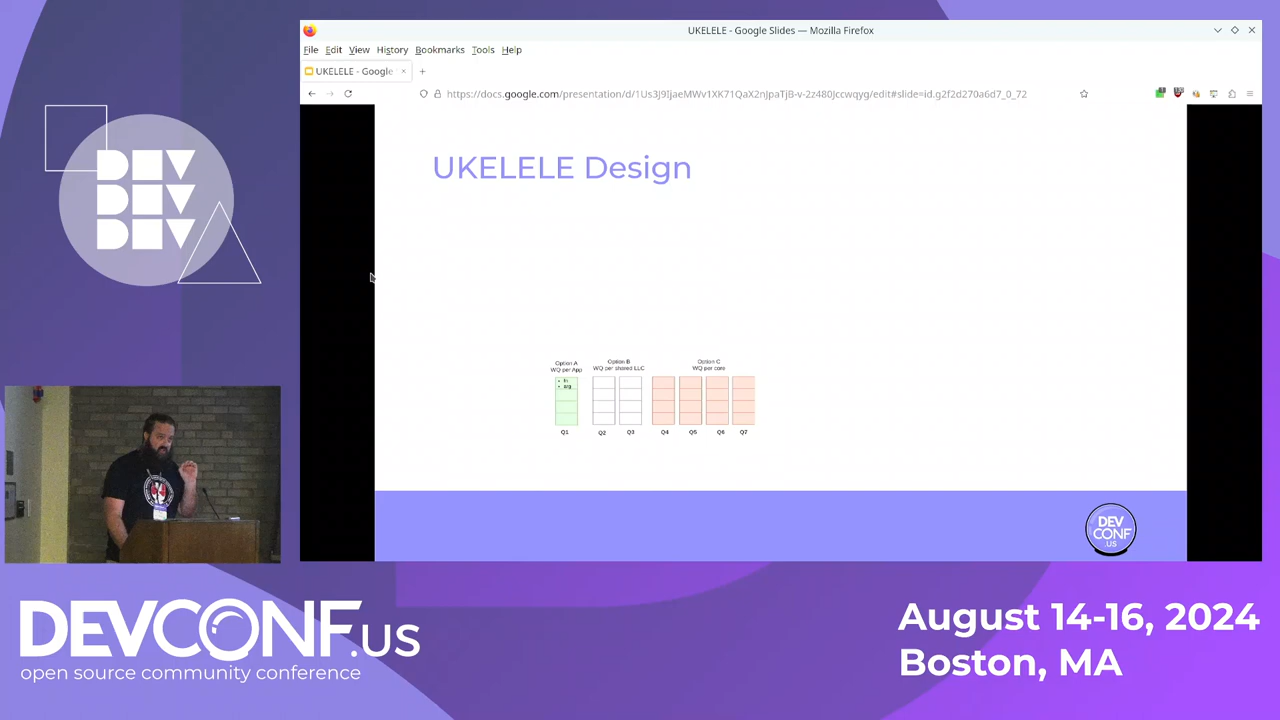 DEV
DEV
DEV
UKELELE - Google Slides — Mozilla Firefox
File Edit View History Bookmarks Tools Help
UKELELE - Google
https://docs.google.com/presentation/d/1Us3J9IjaeMWv1XK71QaX2nJpaTjB-v-2z480Jccwqyg/edit#slide=id.g2f2d270a6d7_0_72
UKELELE Design
Option A
WQ per App
Option B
WQ per shared LLC
Option C
WQ per core
fn
arg
Q1 Q2 Q3 Q4 Q5 Q6 Q7
DEV
CONF
.US
DEVCONF.us
open source community conference
August 14-16, 2024
Boston, MA